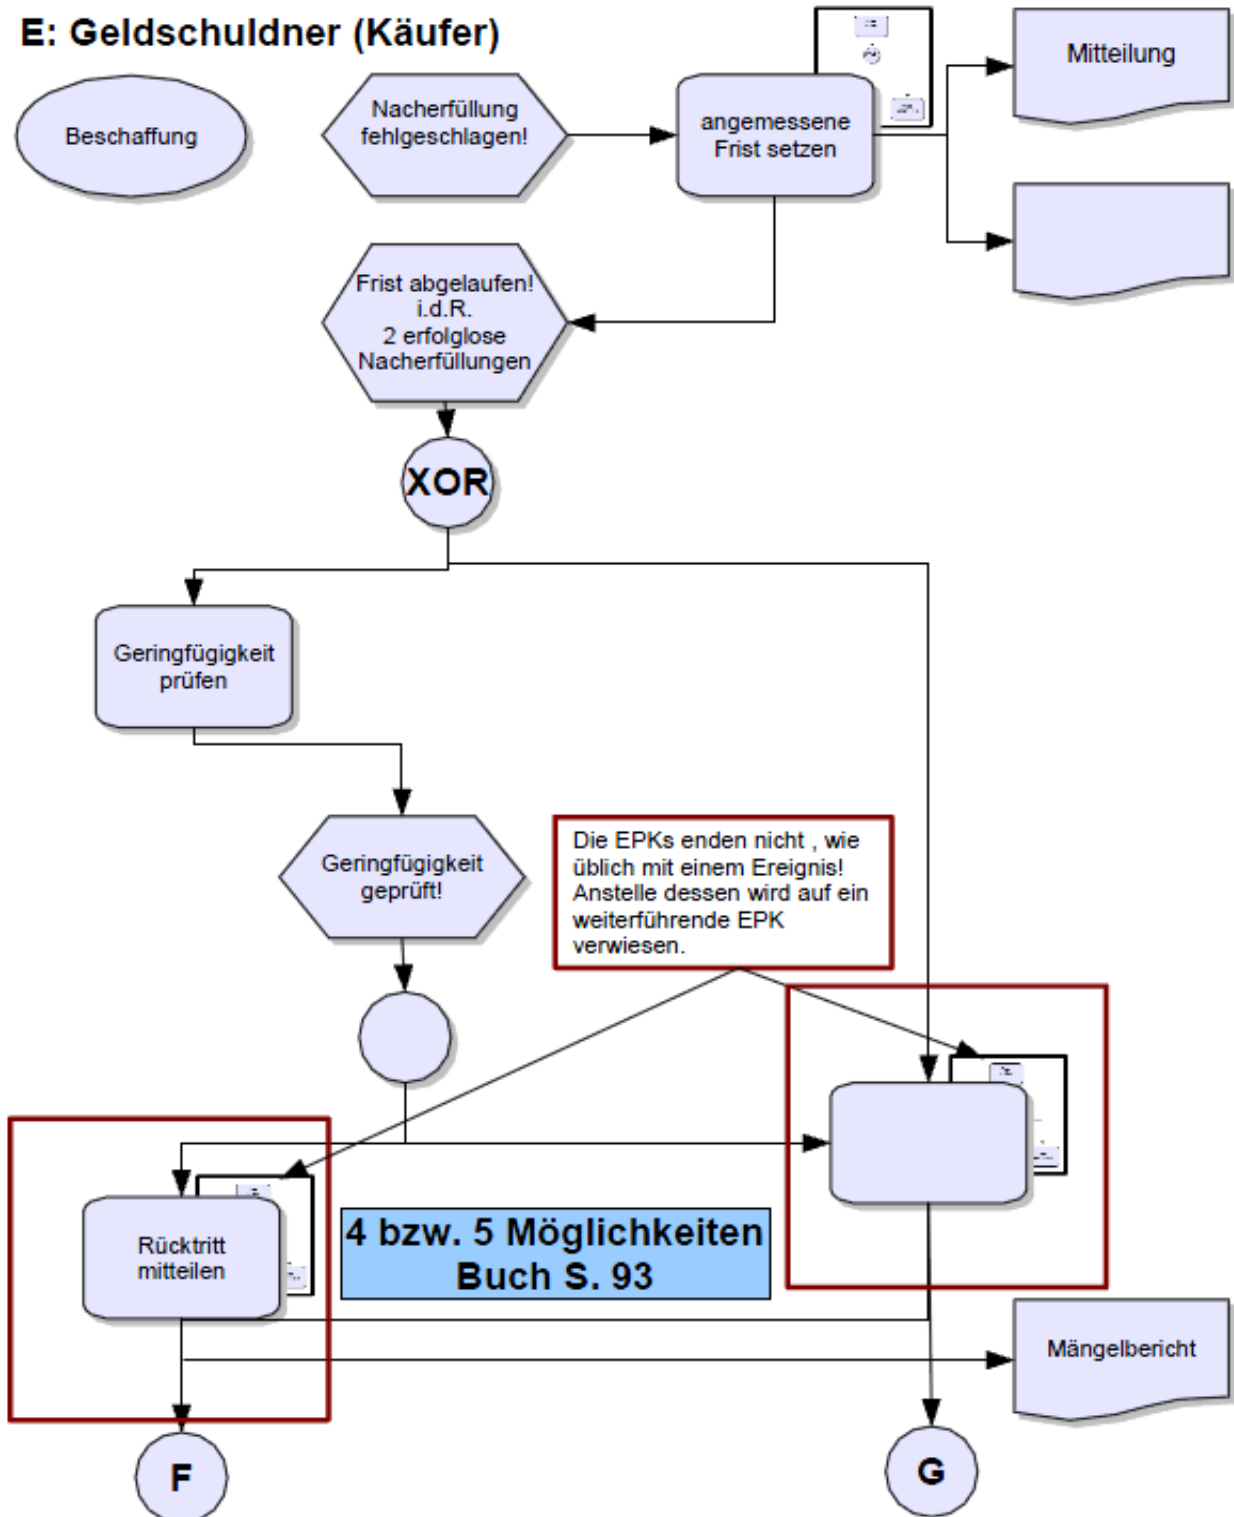 E: Geldschuldner (Käufer)
Beschaffung
Nacherfüllung
fehlgeschlagen!
angemessene
Frist setzen
Mitteilung
Frist abgelaufen!
i.d.R.
2 erfolglose
Nacherfüllungen
XOR
Geringfügigkeit
prüfen
Geringfügigkeit
geprüft!
Die EPKs enden nicht , wie
üblich mit einem Ereignis!
Anstelle dessen wird auf ein
weiterführende EPK
verwiesen.
Rücktritt
mitteilen
4 bzw. 5 Möglichkeiten
Buch S. 93
Mängelbericht
F
G